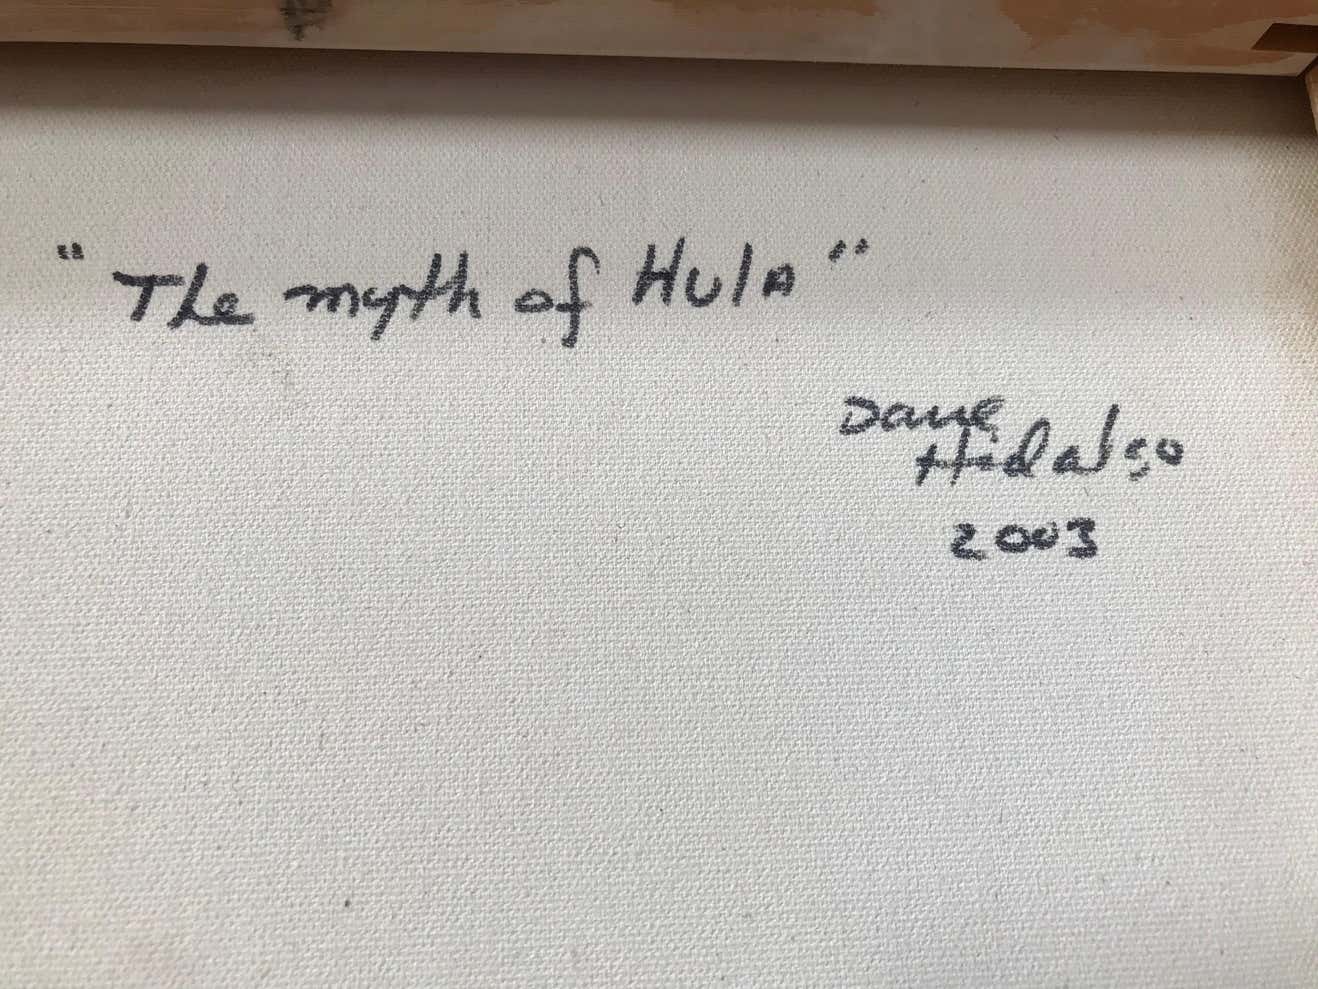 "The myth of HulA"
Dave
Hidalgo
2003